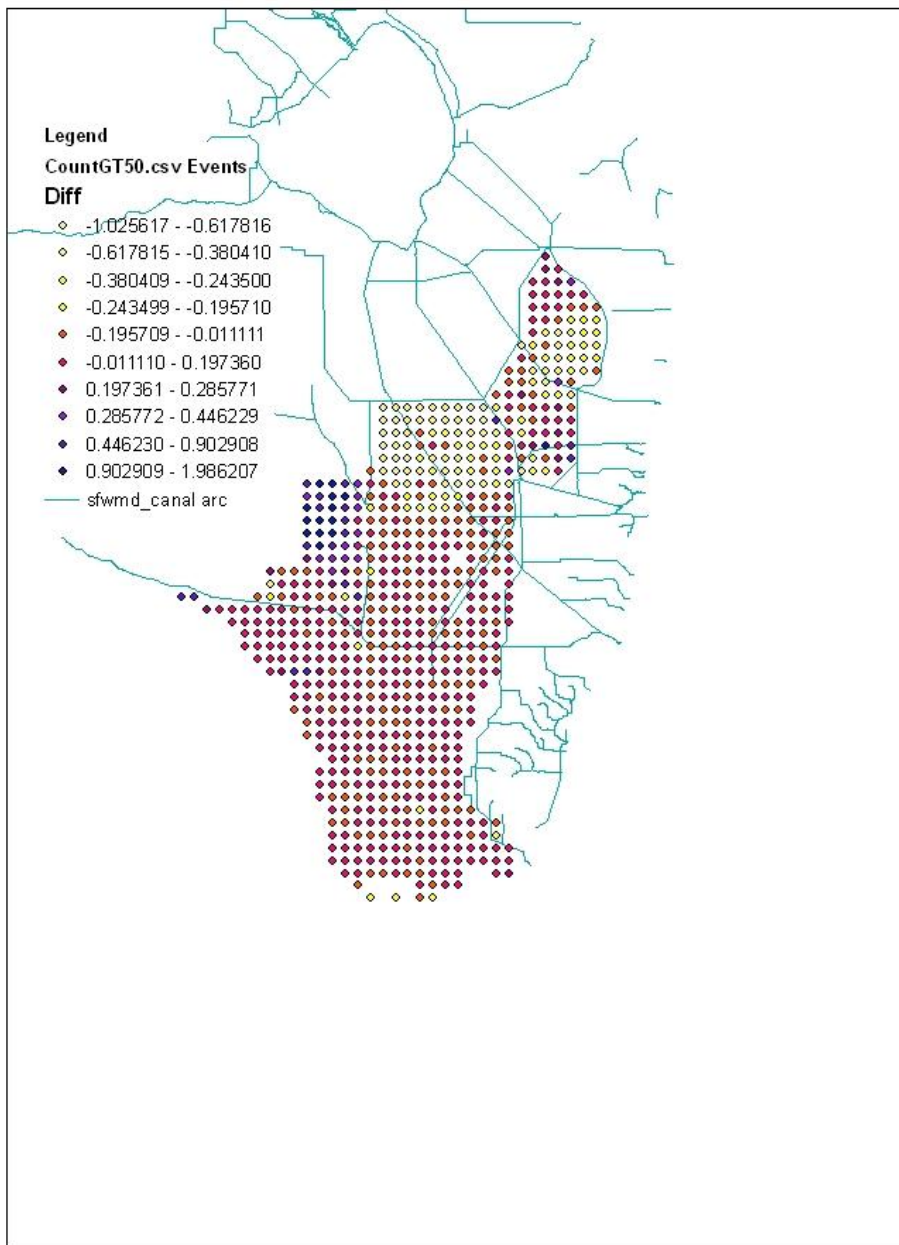 Legend
CountGT50.csv Events
Diff
-1.025617 - -0.617816
-0.617815 - -0.380410
-0.380409 - -0.243500
-0.243499 - -0.195710
-0.195709 - -0.011111
-0.011110 - 0.197360
0.197361 - 0.285771
0.285772 - 0.446229
0.446230 - 0.902908
0.902909 - 1.986207
sfwmd_canal arc